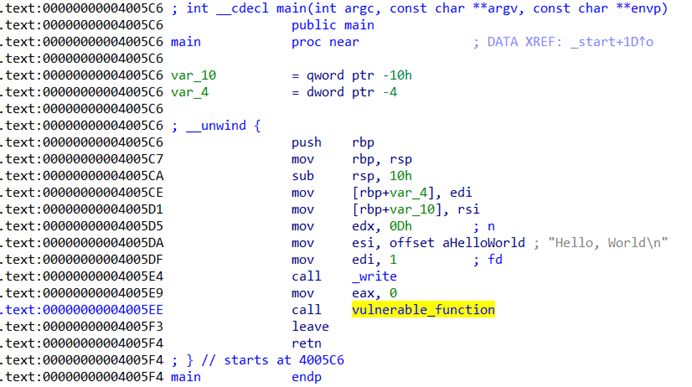 .text:00000000004005C6 ; int __cdecl main(int argc, const char **argv, const char **envp)
.text:00000000004005C6 public main
.text:00000000004005C6 main proc near ; DATA XREF: _start+1D↑o
.text:00000000004005C6
.text:00000000004005C6 var_10 = qword ptr -10h
.text:00000000004005C6 var_4 = dword ptr -4
.text:00000000004005C6
.text:00000000004005C6 ; __unwind {
.text:00000000004005C6 push rbp
.text:00000000004005C7 mov rbp, rsp
.text:00000000004005CA sub rsp, 10h
.text:00000000004005CE mov [rbp+var_4], edi
.text:00000000004005D1 mov [rbp+var_10], rsi
.text:00000000004005D5 mov edx, 0Dh ; n
.text:00000000004005DA mov esi, offset aHelloWorld ; "Hello, World\n"
.text:00000000004005DF mov edi, 1 ; fd
.text:00000000004005E4 call _write
.text:00000000004005E9 mov eax, 0
.text:00000000004005EE call vulnerable_function
.text:00000000004005F3 leave
.text:00000000004005F4 retn
.text:00000000004005F4 ; } // starts at 4005C6
.text:00000000004005F4 main endp